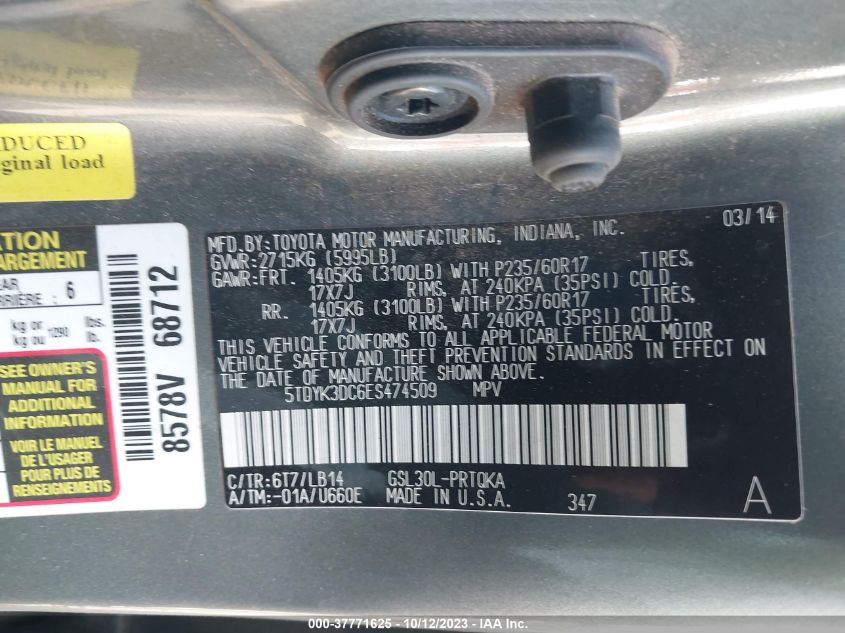 DUCED
ginal load
ATION
ARGEMENT
EAR
RRIÈRE : 6
kg or 1290 lbs.
kg ou lb.
SEE OWNER'S
MANUAL FOR
ADDITIONAL
INFORMATION
VOIR LE MANUEL
DE L'USAGER
POUR PLUS DE
RENSEIGNEMENTS
8578V 68712
03/14
MFD.BY:TOYOTA MOTOR MANUFACTURING, INDIANA, INC.
GVWR:2715KG (5995LB)
GAWR:FRT. 1405KG (3100LB) WITH P235/60R17 TIRES,
17X7J RIMS, AT 240KPA (35PSI) COLD.
RR. 1405KG (3100LB) WITH P235/60R17 TIRES,
17X7J RIMS, AT 240KPA (35PSI) COLD.
THIS VEHICLE CONFORMS TO ALL APPLICABLE FEDERAL MOTOR
VEHICLE SAFETY AND THEFT PREVENTION STANDARDS IN EFFECT ON
THE DATE OF MANUFACTURE SHOWN ABOVE.
5TDYK3DC6ES474509 MPV
C/TR:6T7/LB14 GSL30L-PRTQKA
A/TM:-01A/U660E MADE IN U.S.A. 347
A
000-37771625 - 10/12/2023 - IAA Inc.